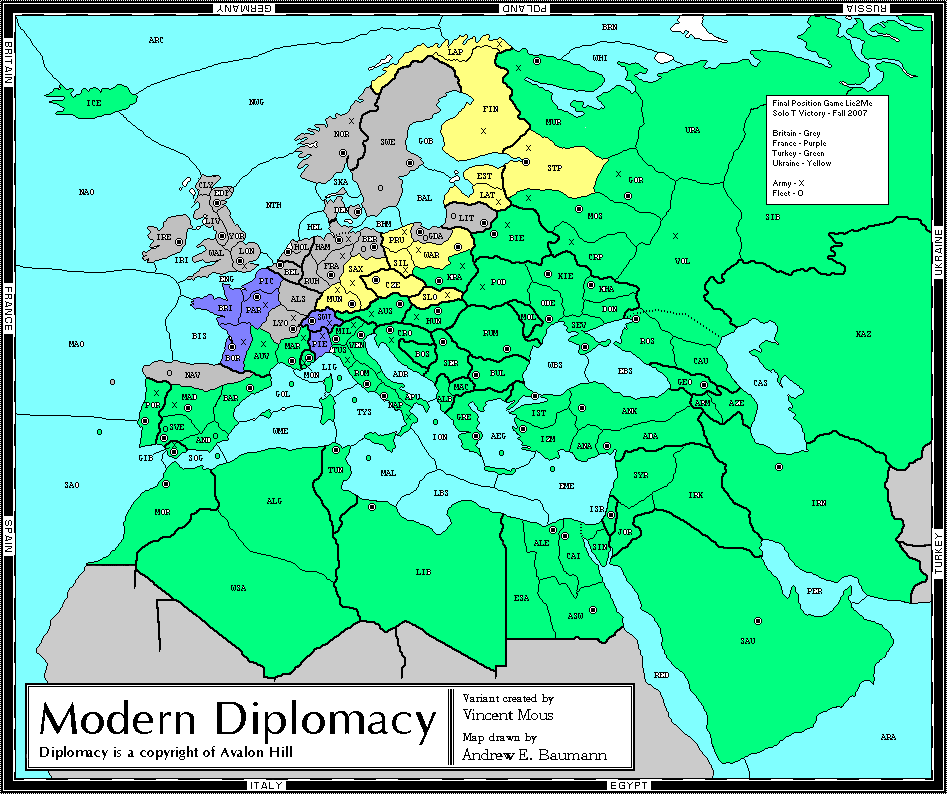 GERMANY
POLAND
RUSSIA
BRITAIN
FRANCE
SPAIN
UKRAINE
TURKEY
ITALY
EGYPT
ARC
BRN
WHI
LAP
ICE
NWG
FIN
MUR
URA
NOR
SWE
GOB
Final Position Game Lie2Me
Solo T Victory - Fall 2007
Britain - Grey
France - Purple
Turkey - Green
Ukraine - Yellow
Army - X
Fleet - O
NAO
CLY
EDI
SKA
EST
STP
GOR
SIB
NTH
DEN
BAL
LAT
LIT
MOS
LIV
YOR
IRE
WAL
LON
IRI
HEL
BHM
HOL
HAM
BER
PRU
GDA
BIE
WAR
CRP
VOL
ENG
BEL
RUH
FRA
SAX
SIL
KRA
PIC
CZE
POD
KIE
KHA
BRI
PAR
ALS
MUN
SLO
AUS
HUN
ODE
DON
MOL
SEV
ROS
KAZ
LYO
SWI
MIL
VEN
CRO
RUM
BIS
BOR
AUV
MAR
PIE
TUS
BOS
SER
MAO
MON
LIG
ROM
ADR
BUL
WBS
EBS
CAU
CAS
NAV
GOL
NAP
APU
ALB
MAC
GEO
ARM
AZE
POR
MAD
BAR
TYS
GRE
IST
ANK
SVE
AND
WME
ION
AEG
IZM
ANA
ADA
GIB
SOG
TUN
MAL
SAO
MOR
ALG
LBS
EME
SYR
IRK
IRN
ISR
JOR
ALE
CAI
SIN
WSA
LIB
ESA
ASW
PER
SAU
RED
ARA
Modern Diplomacy
Diplomacy is a copyright of Avalon Hill
Variant created by
Vincent Mous
Map drawn by
Andrew E. Baumann